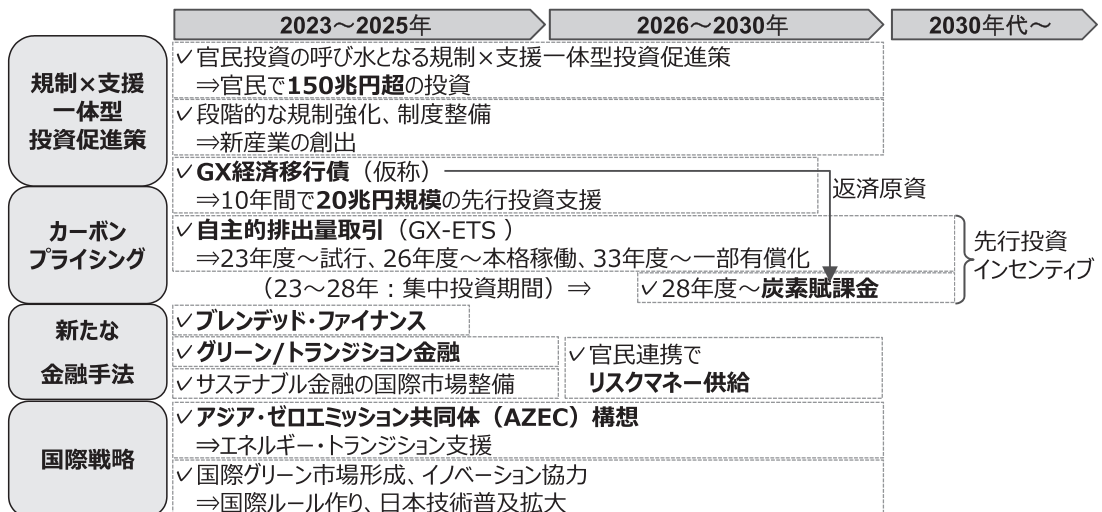 2023～2025年
2026～2030年
2030年代～
規制×支援
一体型
投資促進策
✓官民投資の呼び水となる規制×支援一体型投資促進策
⇒官民で150兆円超の投資
✓段階的な規制強化、制度整備
⇒新産業の創出
✓GX経済移行債（仮称）
⇒10年間で20兆円規模の先行投資支援
返済原資
カーボン
プライシング
✓自主的排出量取引（GX-ETS ）
⇒23年度～試行、26年度～本格稼働、33年度～一部有償化
（23～28年：集中投資期間）⇒
✓28年度～炭素賦課金
先行投資
インセンティブ
新たな
金融手法
✓ブレンデッド・ファイナンス
✓グリーン/トランジション金融
✓サステナブル金融の国際市場整備
✓官民連携で
リスクマネー供給
国際戦略
✓アジア・ゼロエミッション共同体（AZEC）構想
⇒エネルギー・トランジション支援
✓国際グリーン市場形成、イノベーション協力
⇒国際ルール作り、日本技術普及拡大